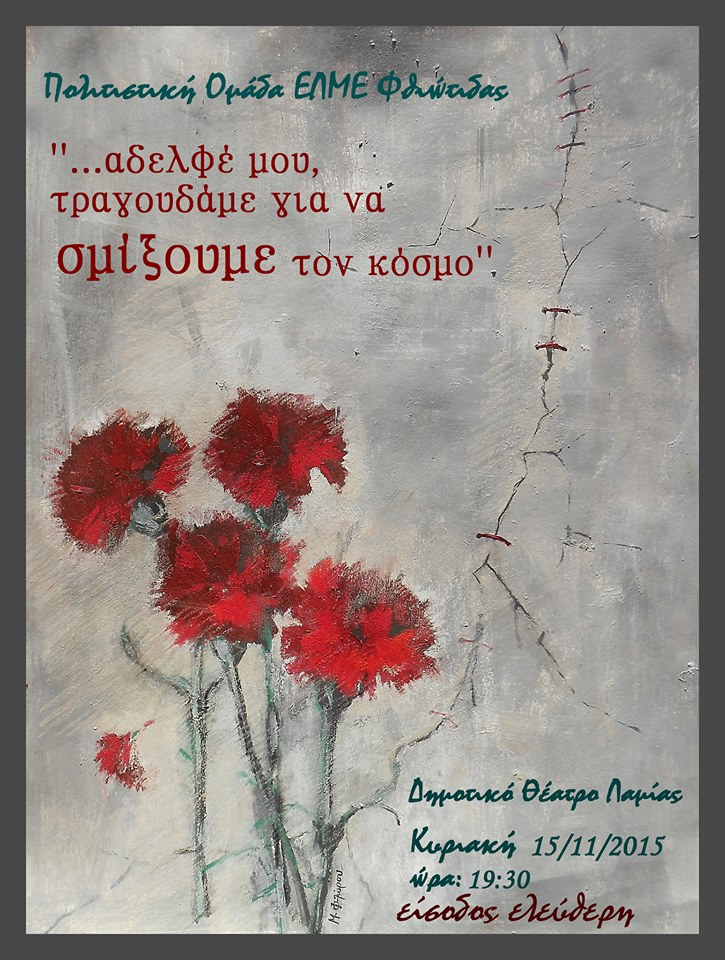 Πολιτιστική Ομάδα ΕΛΜΕ Φθιώτιδας
"...αδελφέ μου,
τραγουδάμε για να
σμίξουμε τον κόσμο"
Δημοτικό Θέατρο Λαμίας
Κυριακή 15/11/2015
ώρα: 19:30
είσοδος ελεύθερη